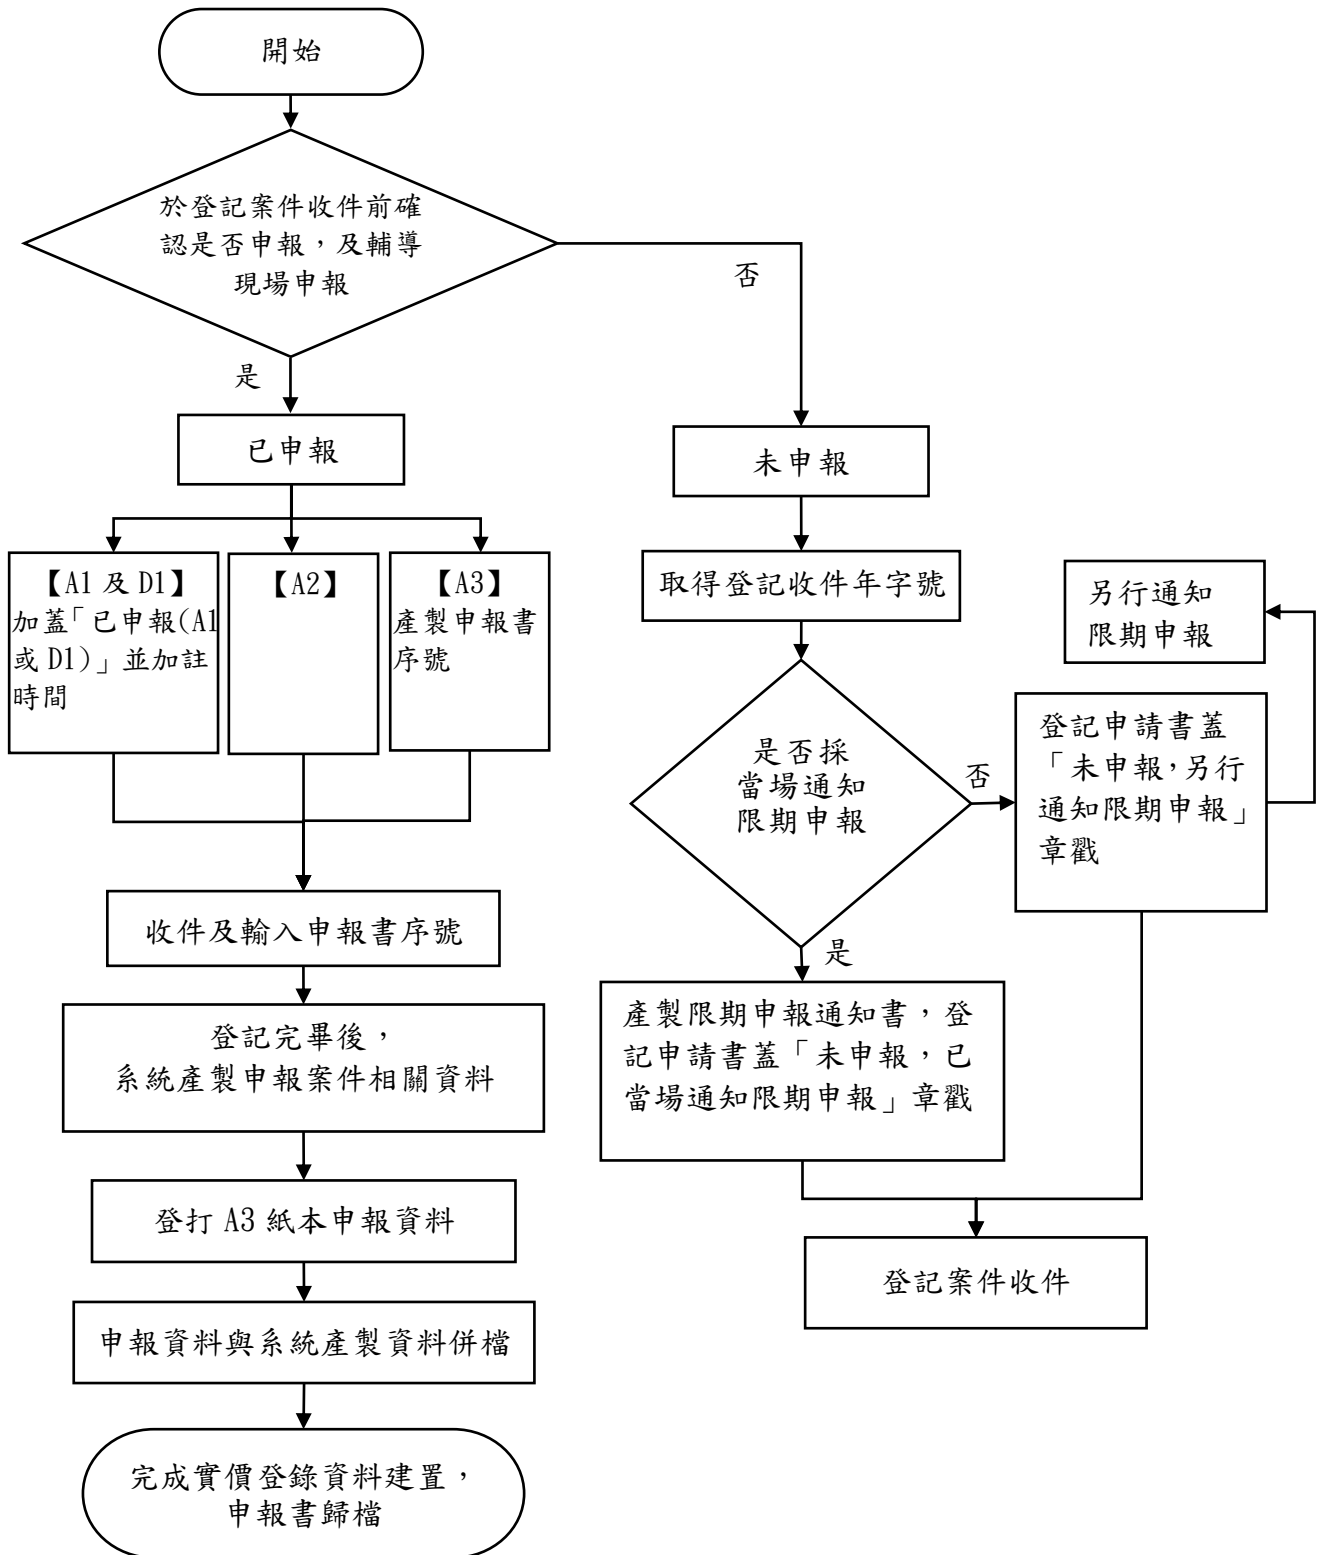 開始
於登記案件收件前確
認是否申報，及輔導
現場申報
否
是
已申報
未申報
【A1 及 D1】
加蓋「已申報(A1
或 D1)」並加註
時間
【A2】
【A3】
產製申報書
序號
取得登記收件年字號
另行通知
限期申報
是否採
當場通知
限期申報
否
登記申請書蓋
「未申報，另行
通知限期申報」
章戳
是
收件及輸入申報書序號
產製限期申報通知書，登
記申請書蓋「未申報，已
當場通知限期申報」章戳
登記完畢後，
系統產製申報案件相關資料
登打 A3 紙本申報資料
登記案件收件
申報資料與系統產製資料併檔
完成實價登錄資料建置，
申報書歸檔